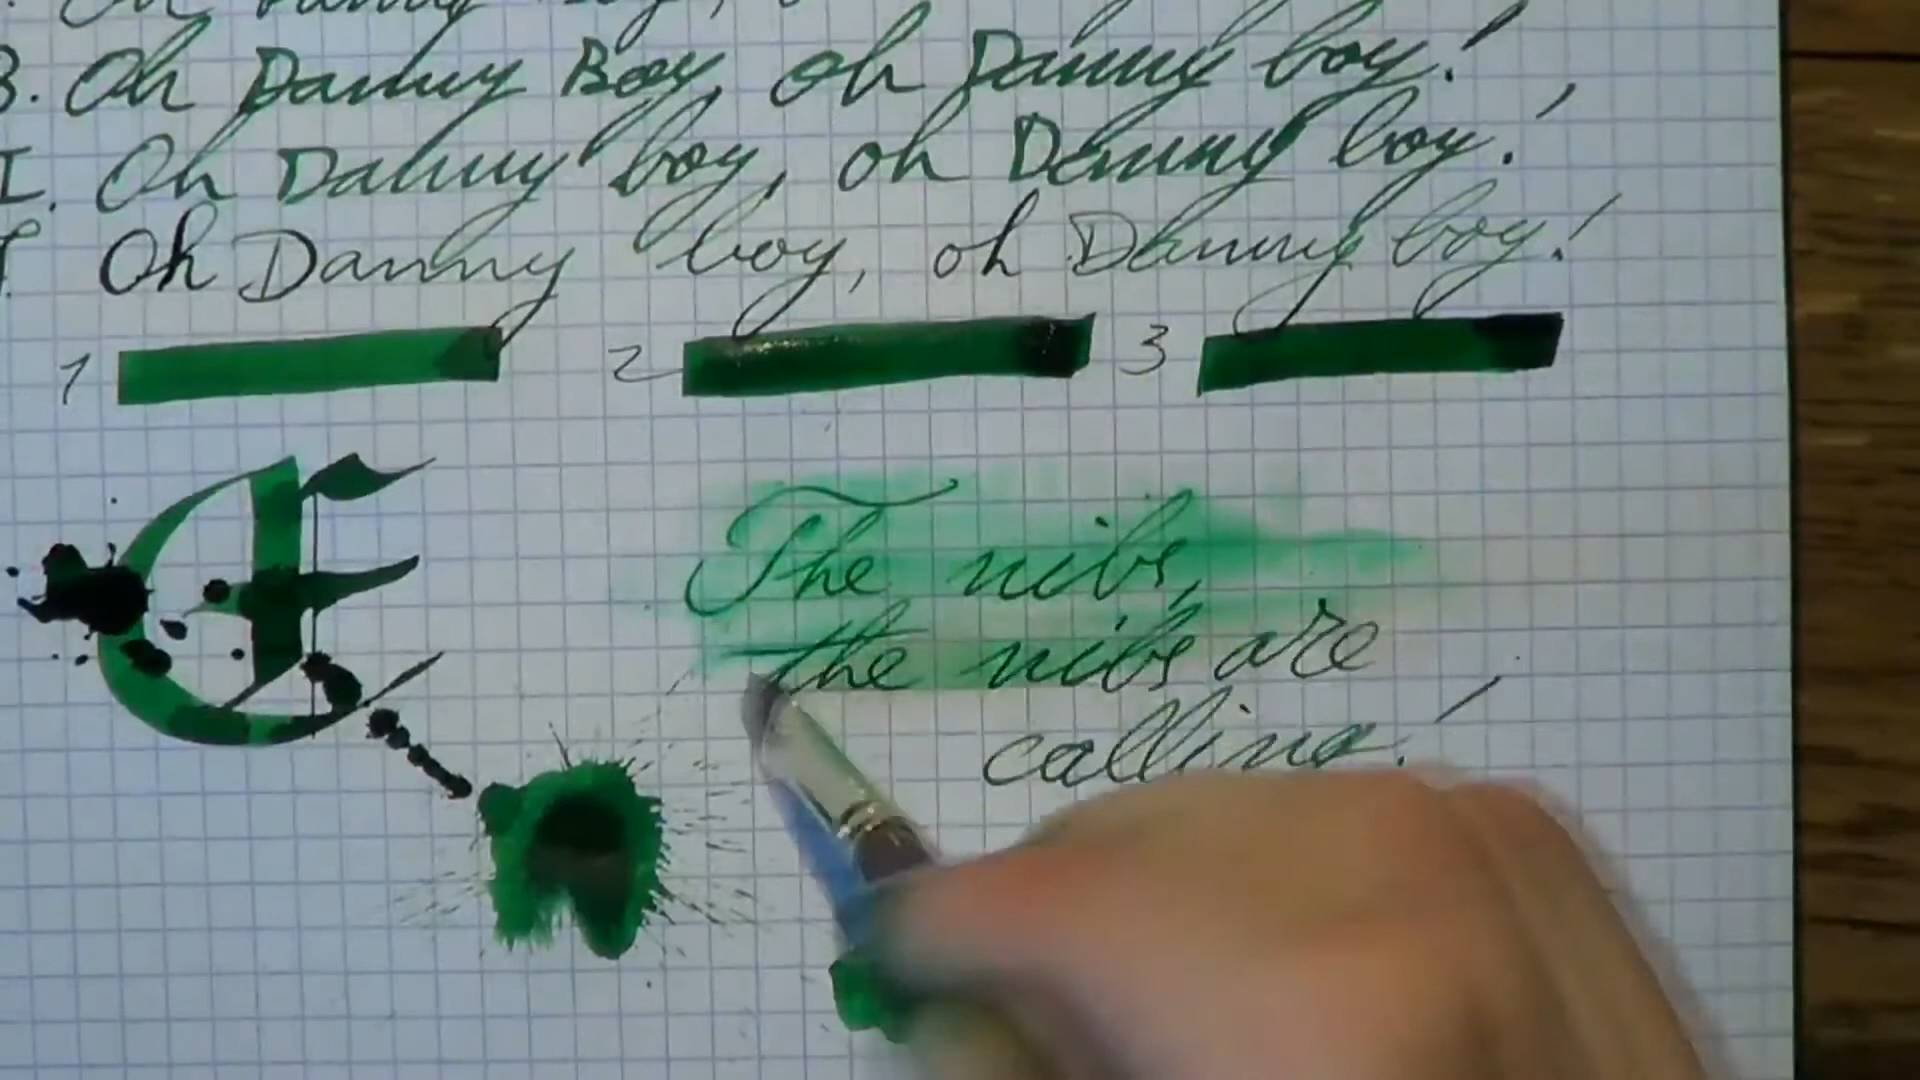 B. Oh Danny Boy, oh Danny boy!
I. Oh Danny boy, oh Danny boy!
Oh Danny boy, oh Danny boy!
1 2 3
The nibs,
the nibs are
calling!